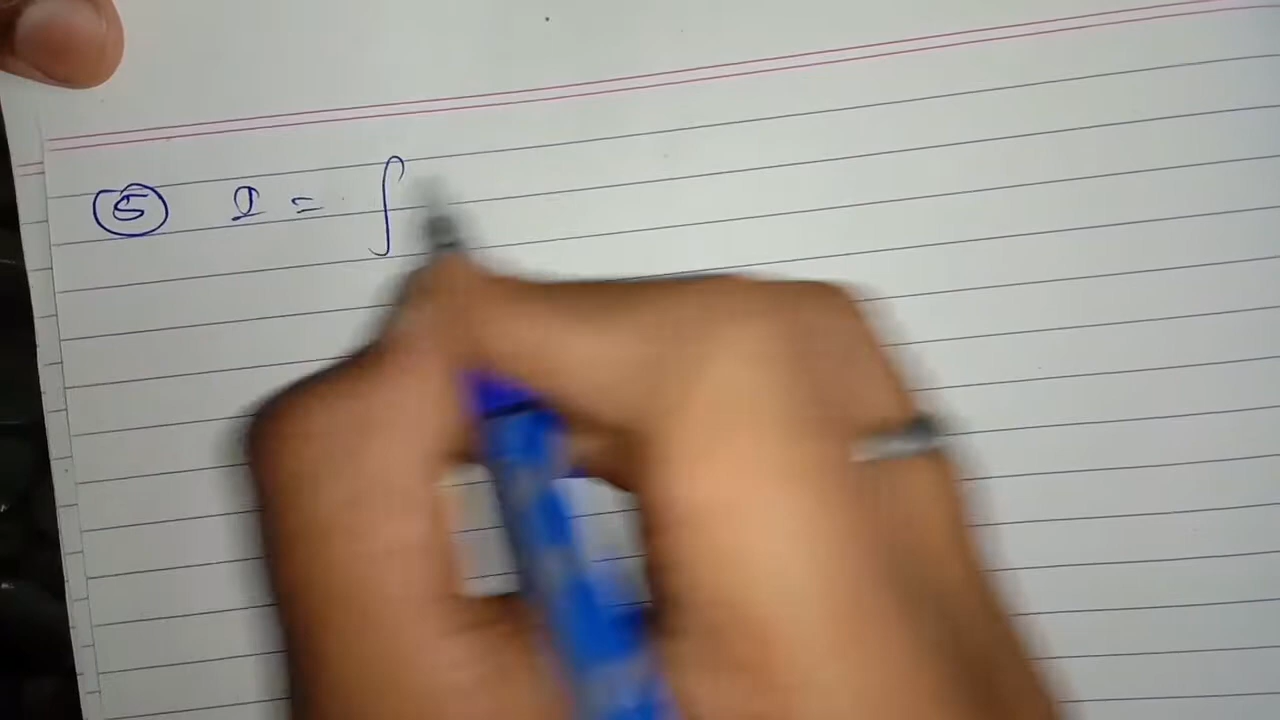 ⑤ I = ∫